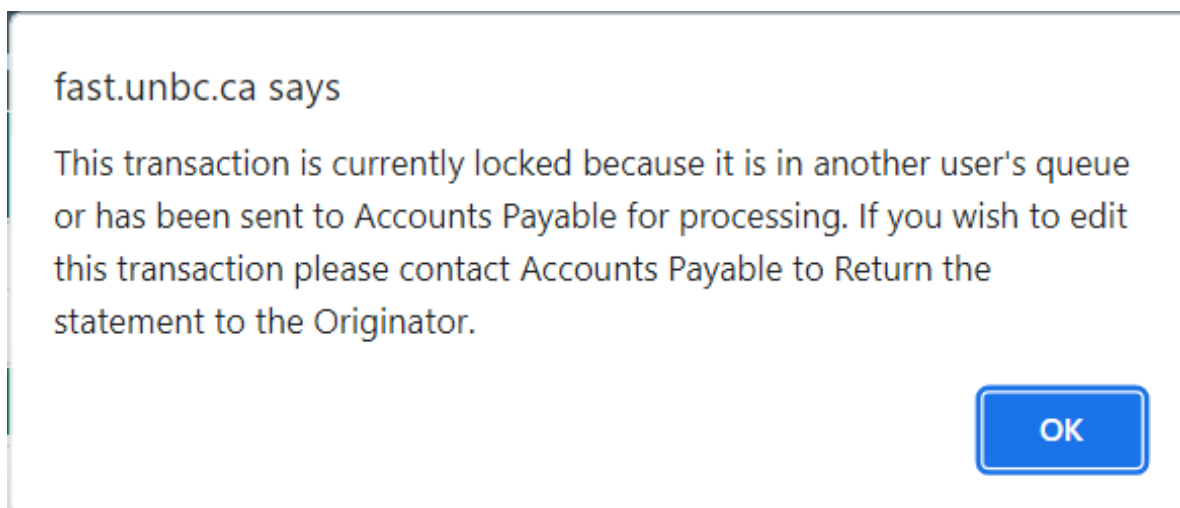 fast.unbc.ca says
This transaction is currently locked because it is in another user's queue
or has been sent to Accounts Payable for processing. If you wish to edit
this transaction please contact Accounts Payable to Return the
statement to the Originator.
OK